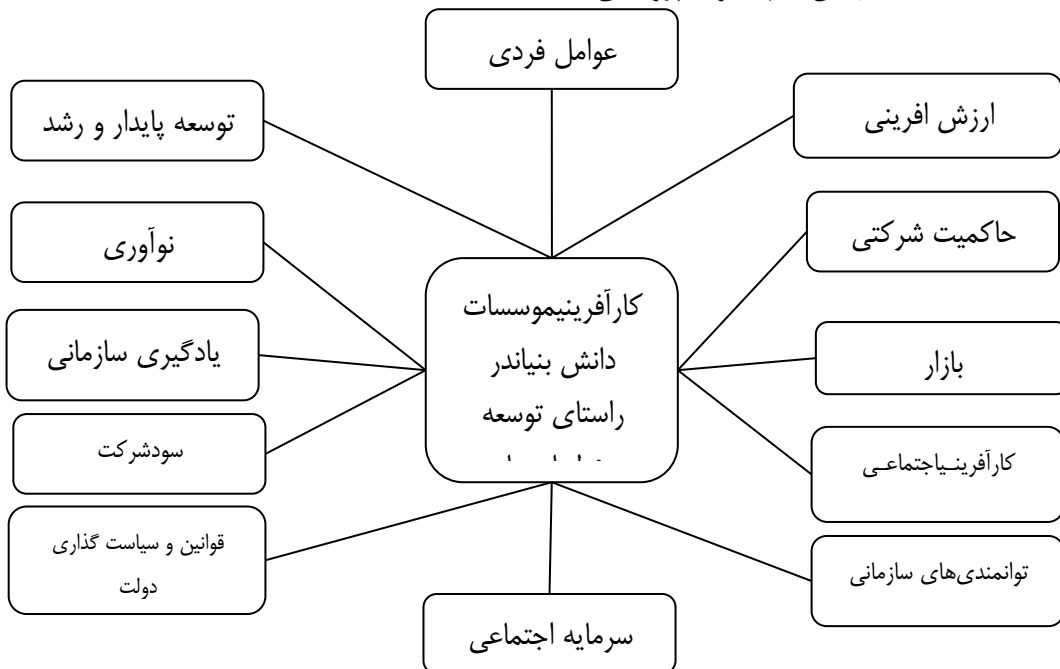 عوامل فردی
ارزش افرینی
توسعه پایدار و رشد
حاکمیت شرکتی
نوآوری
کارآفرینیموسسات
دانش بنیاندر
راستای توسعه
بازار
یادگیری سازمانی
کارآفرینـیاجتماعـی
سودشرکت
توانمندی‌های سازمانی
قوانین و سیاست گذاری
دولت
سرمایه اجتماعی